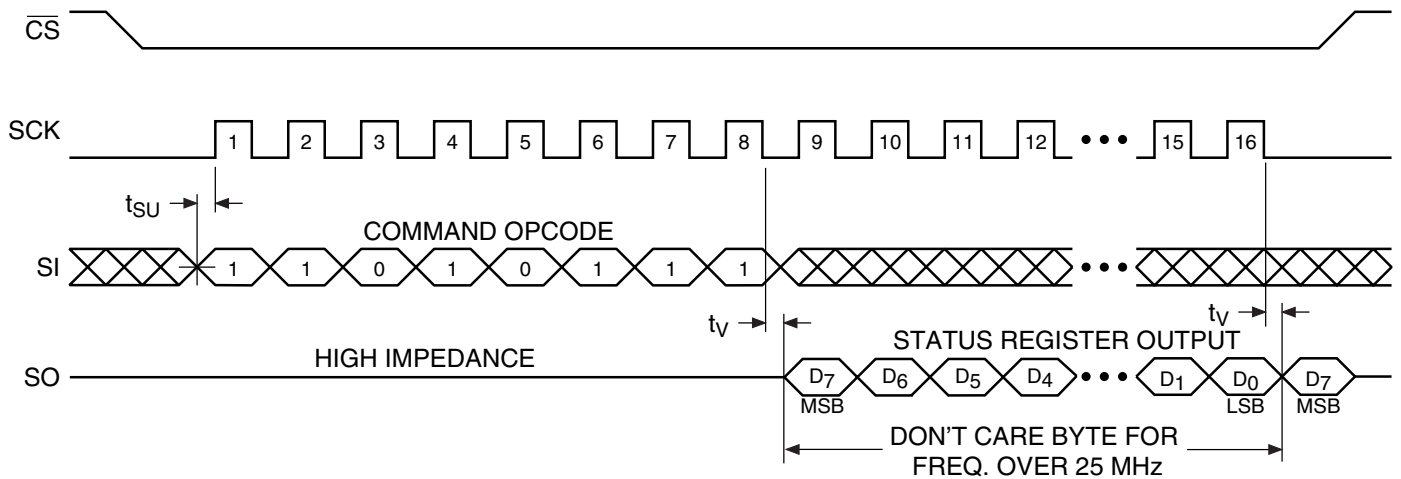 CS
SCK 1 2 3 4 5 6 7 8 9 10 11 12 ••• 15 16
tSU
COMMAND OPCODE
SI 1 1 0 1 0 1 1 1 •••
tV tV
STATUS REGISTER OUTPUT
HIGH IMPEDANCE
SO D7 D6 D5 D4 ••• D1 D0 D7
MSB LSB MSB
DON'T CARE BYTE FOR
FREQ. OVER 25 MHz